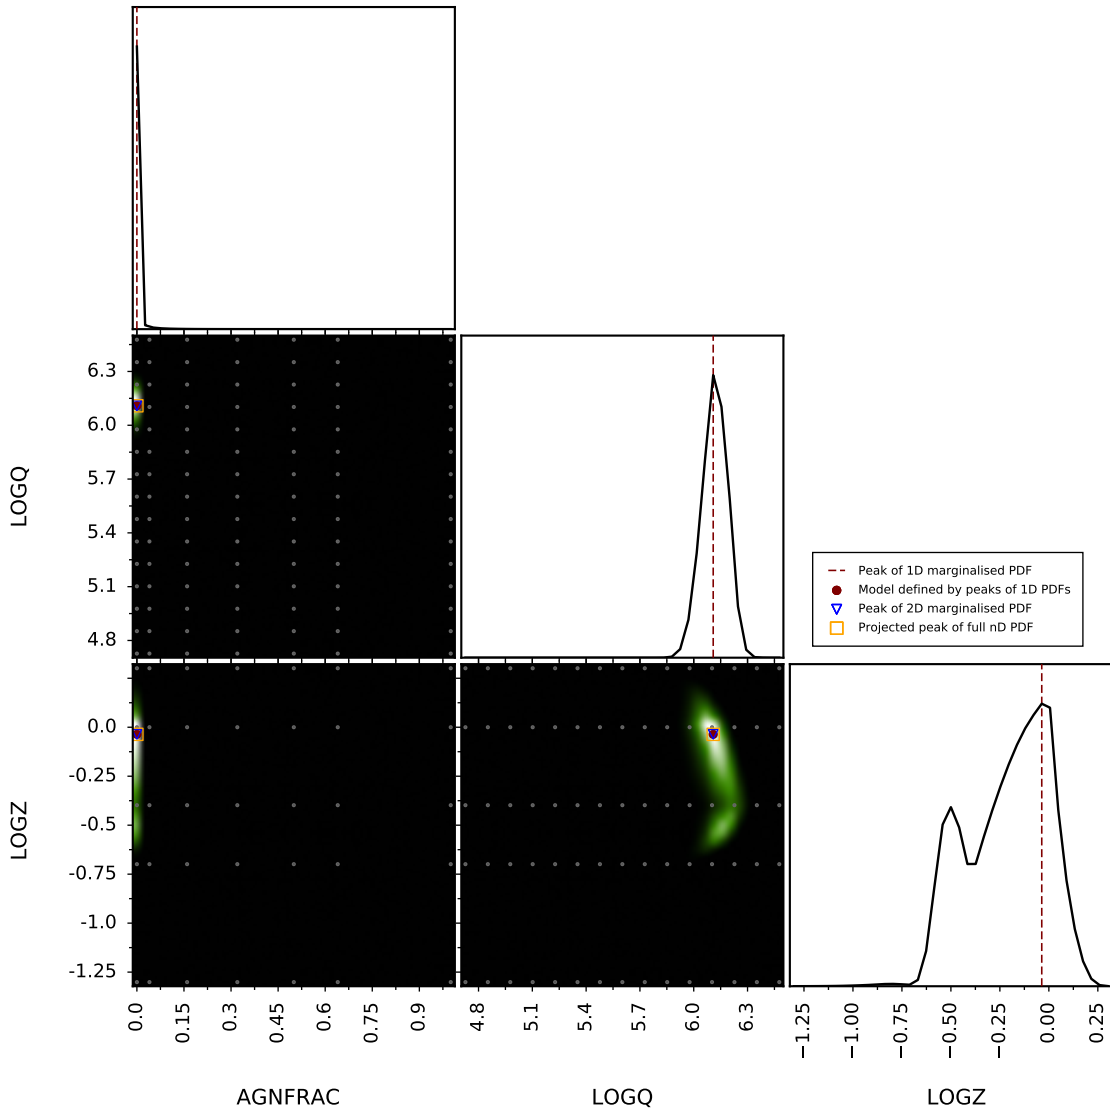 6.3
6.0
5.7
5.4
5.1
4.8
LOGQ
Peak of 1D marginalised PDF
Model defined by peaks of 1D PDFs
Peak of 2D marginalised PDF
Projected peak of full nD PDF
0.0
-0.25
-0.5
-0.75
-1.0
-1.25
LOGZ
0.0 0.15 0.3 0.45 0.6 0.75 0.9
4.8 5.1 5.4 5.7 6.0 6.3
−1.25 −1.00 −0.75 −0.50 −0.25 0.00 0.25
AGNFRAC LOGQ LOGZ